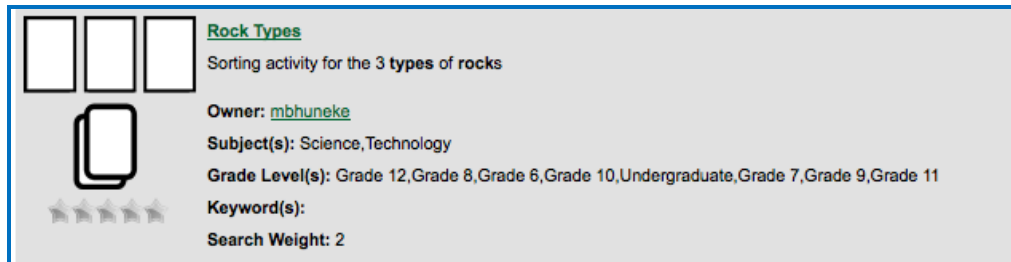 Rock Types
Sorting activity for the 3 types of rocks
Owner: mbhuneke
Subject(s): Science,Technology
Grade Level(s): Grade 12,Grade 8,Grade 6,Grade 10,Undergraduate,Grade 7,Grade 9,Grade 11
Keyword(s):
Search Weight: 2